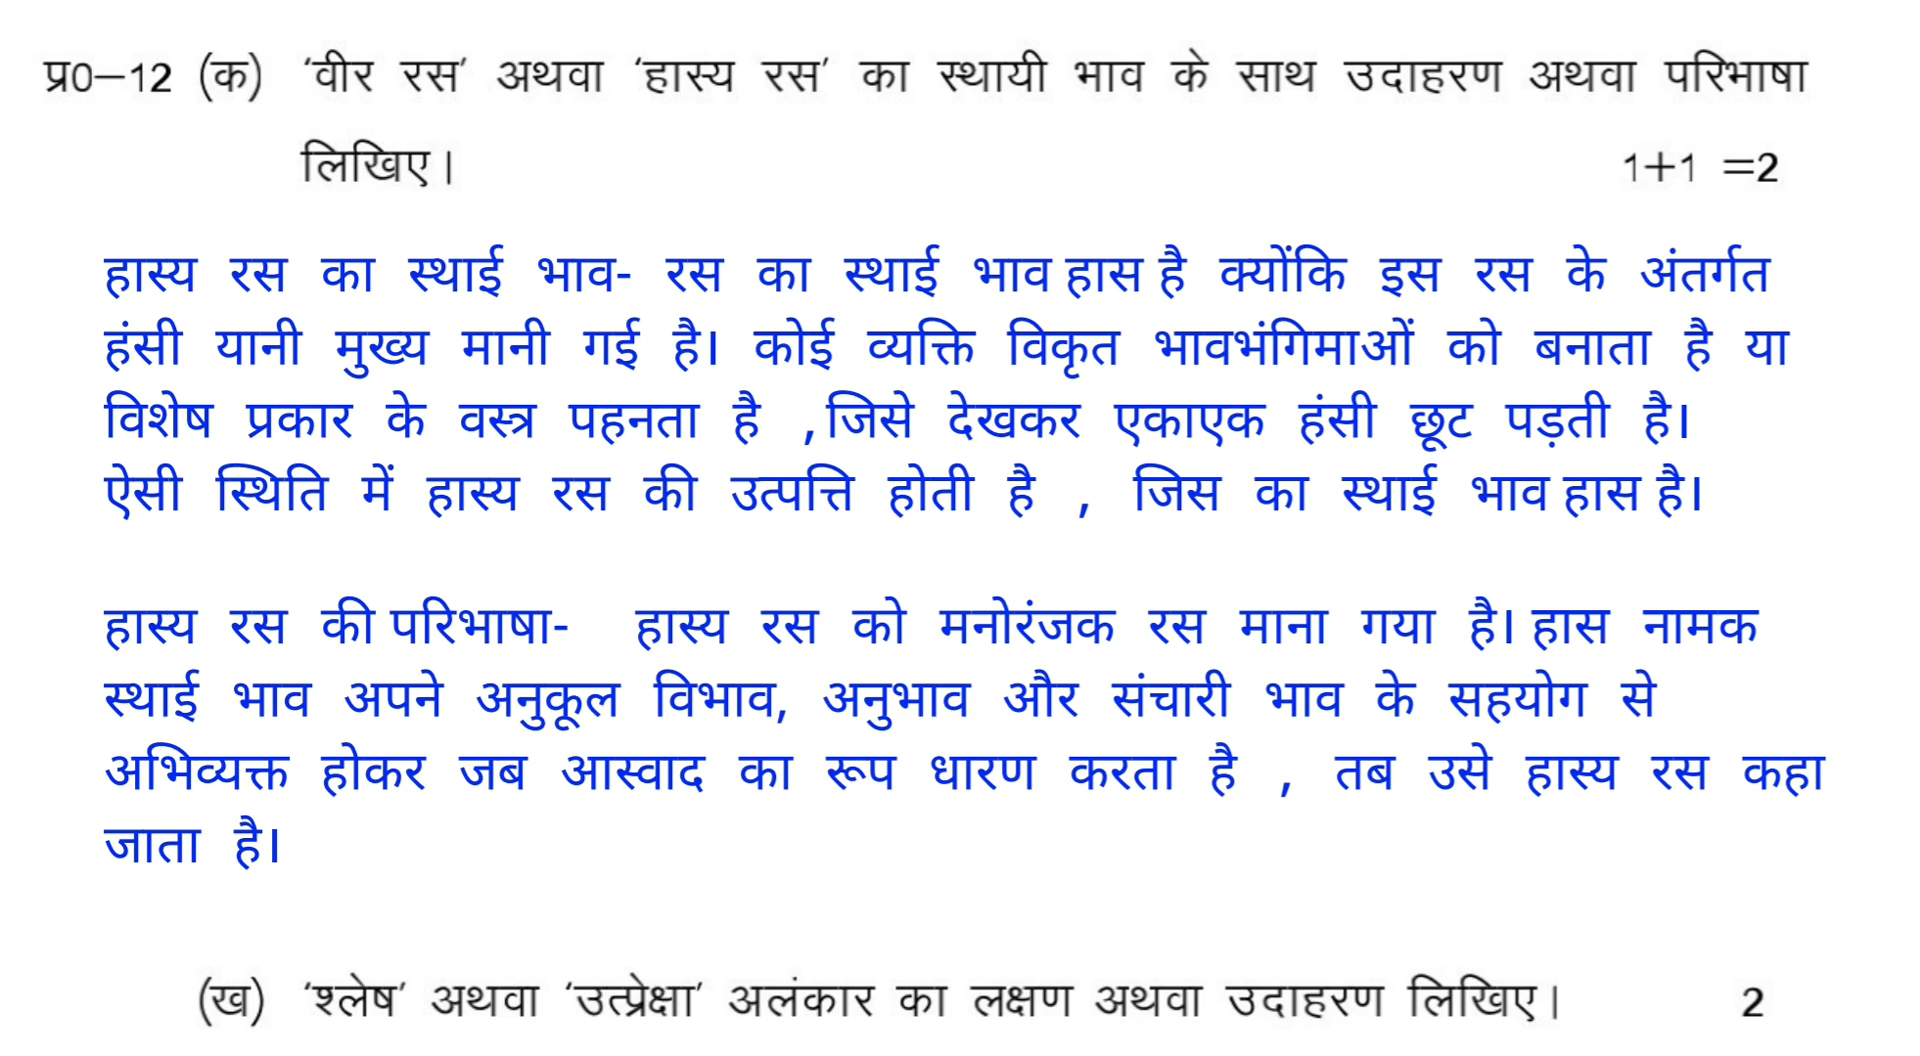 प्र0–12 (क) ‘वीर रस’ अथवा ‘हास्य रस’ का स्थायी भाव के साथ उदाहरण अथवा परिभाषा
लिखिए। 1+1 =2
हास्य रस का स्थाई भाव- रस का स्थाई भाव हास है क्योंकि इस रस के अंतर्गत
हंसी यानी मुख्य मानी गई है। कोई व्यक्ति विकृत भावभंगिमाओं को बनाता है या
विशेष प्रकार के वस्त्र पहनता है ,जिसे देखकर एकाएक हंसी छूट पड़ती है।
ऐसी स्थिति में हास्य रस की उत्पत्ति होती है , जिस का स्थाई भाव हास है।
हास्य रस की परिभाषा- हास्य रस को मनोरंजक रस माना गया है। हास नामक
स्थाई भाव अपने अनुकूल विभाव, अनुभाव और संचारी भाव के सहयोग से
अभिव्यक्त होकर जब आस्वाद का रूप धारण करता है , तब उसे हास्य रस कहा
जाता है।
(ख) ‘श्लेष’ अथवा ‘उत्प्रेक्षा’ अलंकार का लक्षण अथवा उदाहरण लिखिए। 2